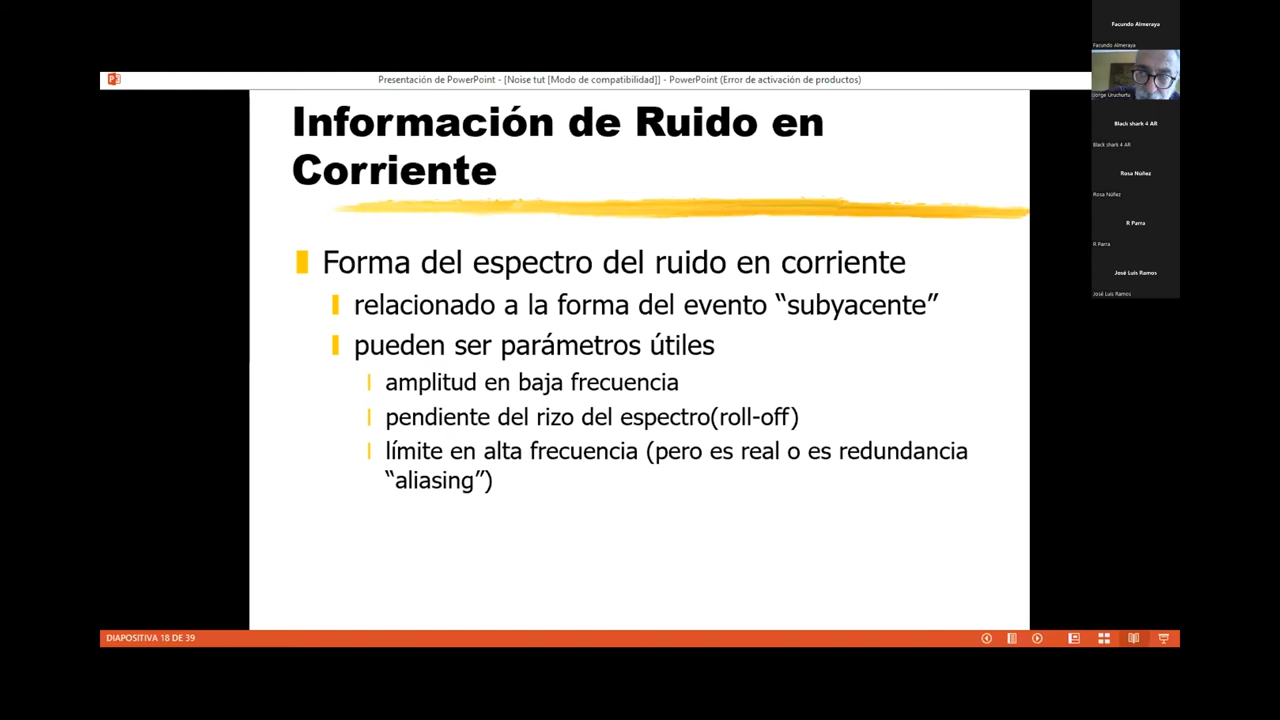 Presentación de PowerPoint - [Noise tut [Modo de compatibilidad]] - PowerPoint (Error de activación de productos)
Información de Ruido en
Corriente
Forma del espectro del ruido en corriente
relacionado a la forma del evento “subyacente”
pueden ser parámetros útiles
amplitud en baja frecuencia
pendiente del rizo del espectro(roll-off)
límite en alta frecuencia (pero es real o es redundancia
“aliasing”)
DIAPOSITIVA 18 DE 39
Facundo Almeraya
Facundo Almeraya
Jorge Uruchurtu
Black shark 4 AR
Black shark 4 AR
Rosa Núñez
Rosa Núñez
R Parra
R Parra
José Luis Ramos
José Luis Ramos